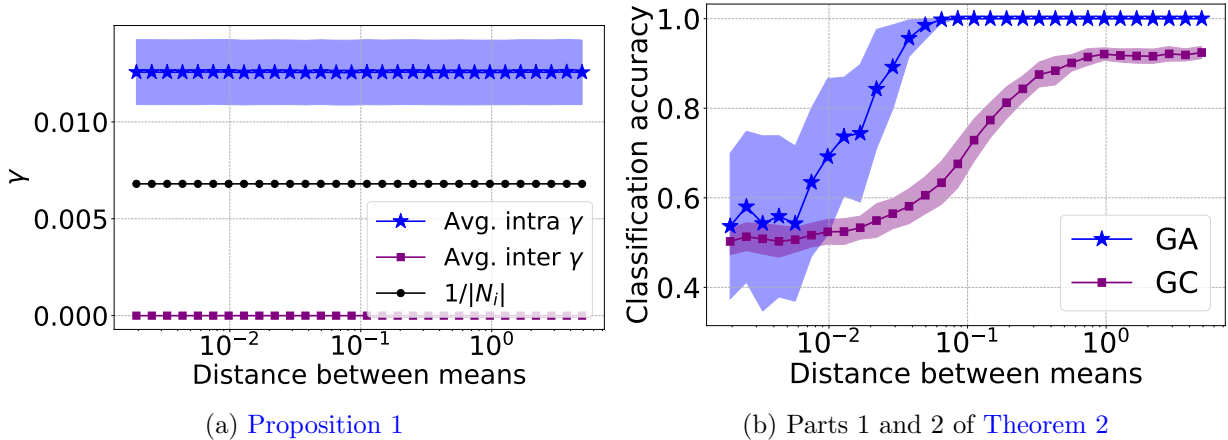 γ
0.010
0.005
0.000
Avg. intra γ
Avg. inter γ
1/|N_i|
10^{-2} 10^{-1} 10^0
Distance between means
(a) Proposition 1
Classification accuracy
1.0
0.8
0.6
0.4
GA
GC
10^{-2} 10^{-1} 10^0
Distance between means
(b) Parts 1 and 2 of Theorem 2